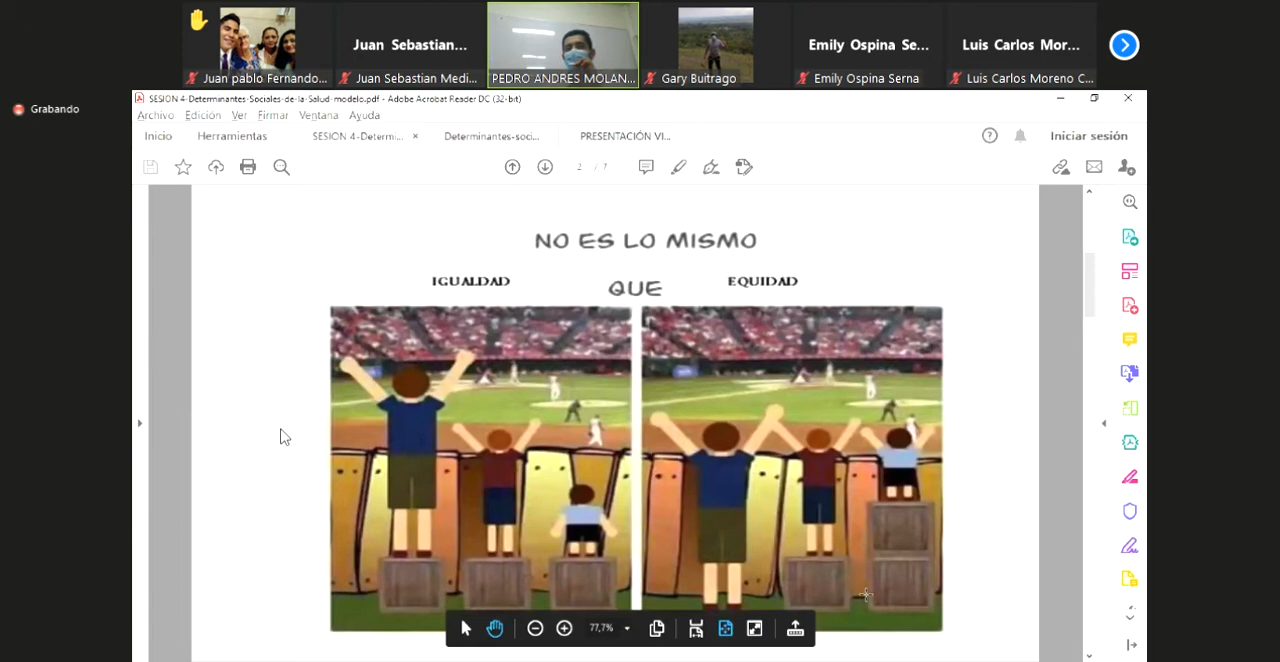 Juan Sebastian...
Emily Ospina Se...
Luis Carlos Mor...
Juan pablo Fernando...
Juan Sebastian Medi...
PEDRO ANDRES MOLAN...
Gary Buitrago
Emily Ospina Serna
Luis Carlos Moreno C...
Grabando
SESION 4-Determinantes-Sociales-de-la-Salud-modelo.pdf - Adobe Acrobat Reader DC (32-bit)
Archivo Edición Ver Firmar Ventana Ayuda
Inicio Herramientas SESION 4-Determi... × Determinantes-soci... PRESENTACIÓN VI... Iniciar sesión
2 / 7
NO ES LO MISMO
IGUALDAD QUE EQUIDAD
77,7%